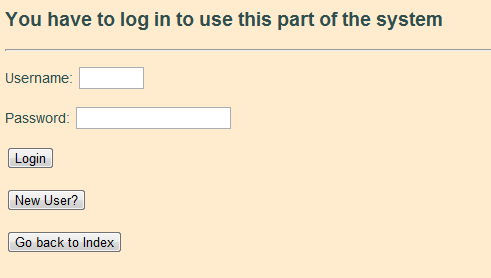 You have to log in to use this part of the system
Username:
Password:
Login
New User?
Go back to Index